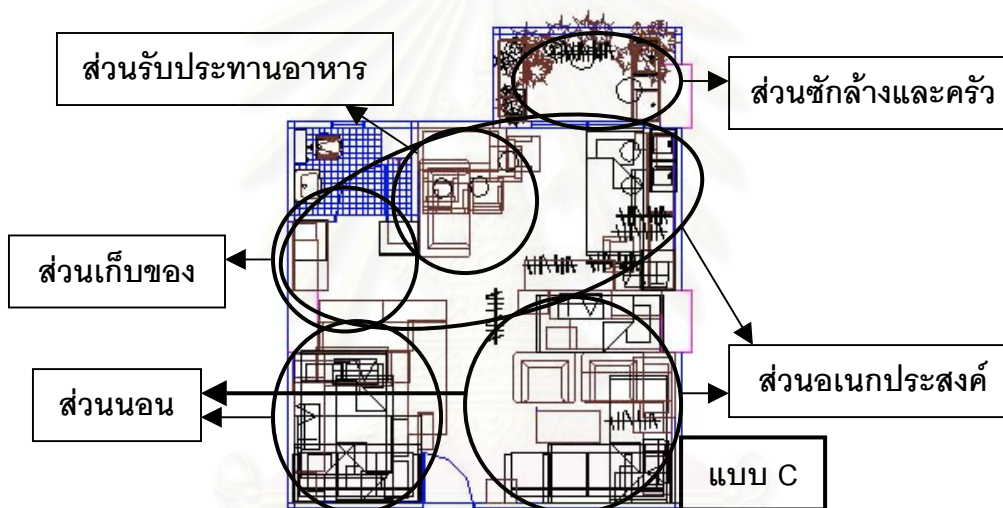 ส่วนรับประทานอาหาร
ส่วนซักล้างและครัว
ส่วนเก็บของ
ส่วนนอน
ส่วนอเนกประสงค์
แบบ C